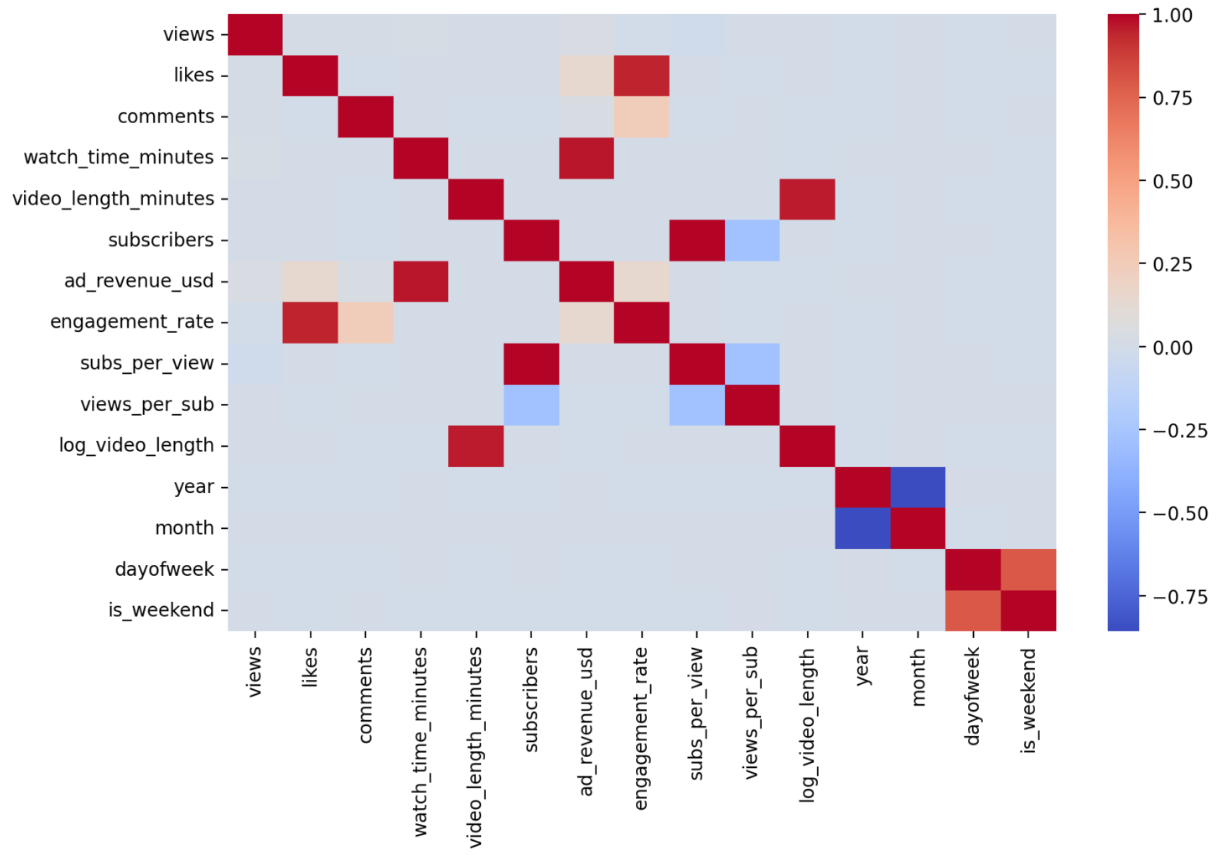 views
likes
comments
watch_time_minutes
video_length_minutes
subscribers
ad_revenue_usd
engagement_rate
subs_per_view
views_per_sub
log_video_length
year
month
dayofweek
is_weekend
views
likes
comments
watch_time_minutes
video_length_minutes
subscribers
ad_revenue_usd
engagement_rate
subs_per_view
views_per_sub
log_video_length
year
month
dayofweek
is_weekend
1.00
0.75
0.50
0.25
0.00
−0.25
−0.50
−0.75